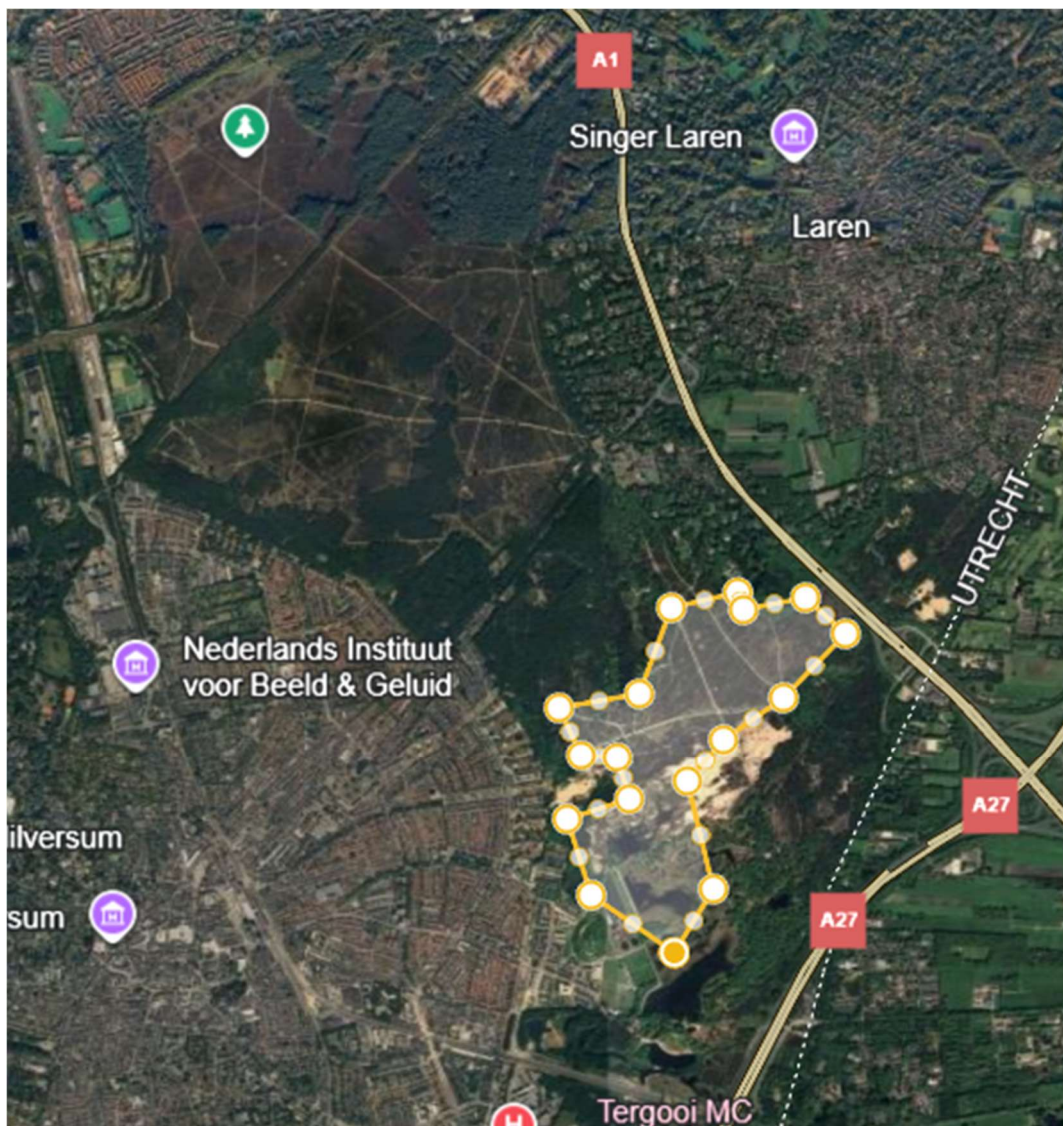 A1
Singer Laren
Laren
UTRECHT
Nederlands Instituut
voor Beeld & Geluid
A27
ilversum
sum
A27
Tergooi MC
H